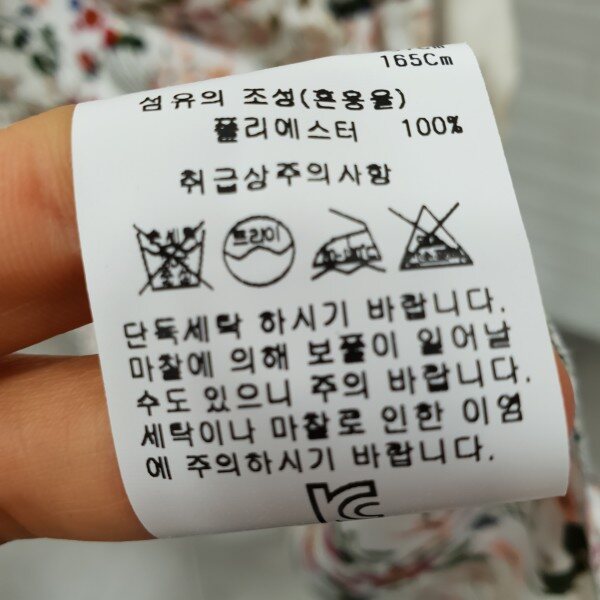 165Cm
섬유의 조성(혼용율)
폴리에스터 100%
취급상주의사항
드라이
단독세탁 하시기 바랍니다.
마찰에 의해 보풀이 일어날
수도 있으니 주의 바랍니다.
세탁이나 마찰로 인한 이염
에 주의하시기 바랍니다.